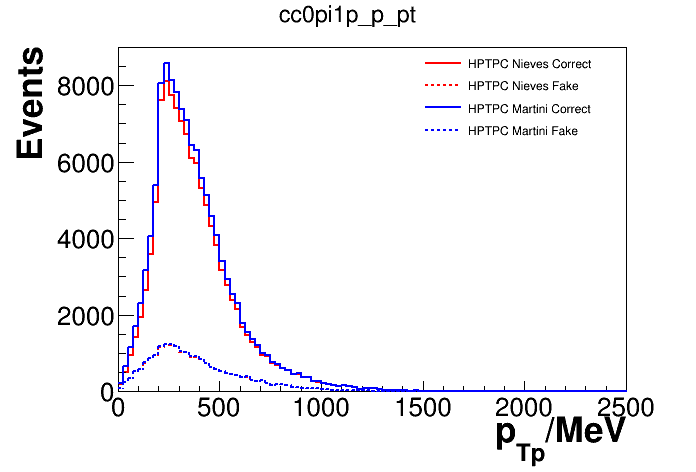 cc0pi1p_p_pt
Events
8000
6000
4000
2000
0
HPTPC Nieves Correct
HPTPC Nieves Fake
HPTPC Martini Correct
HPTPC Martini Fake
0 500 1000 1500 2000 2500
pTp/MeV